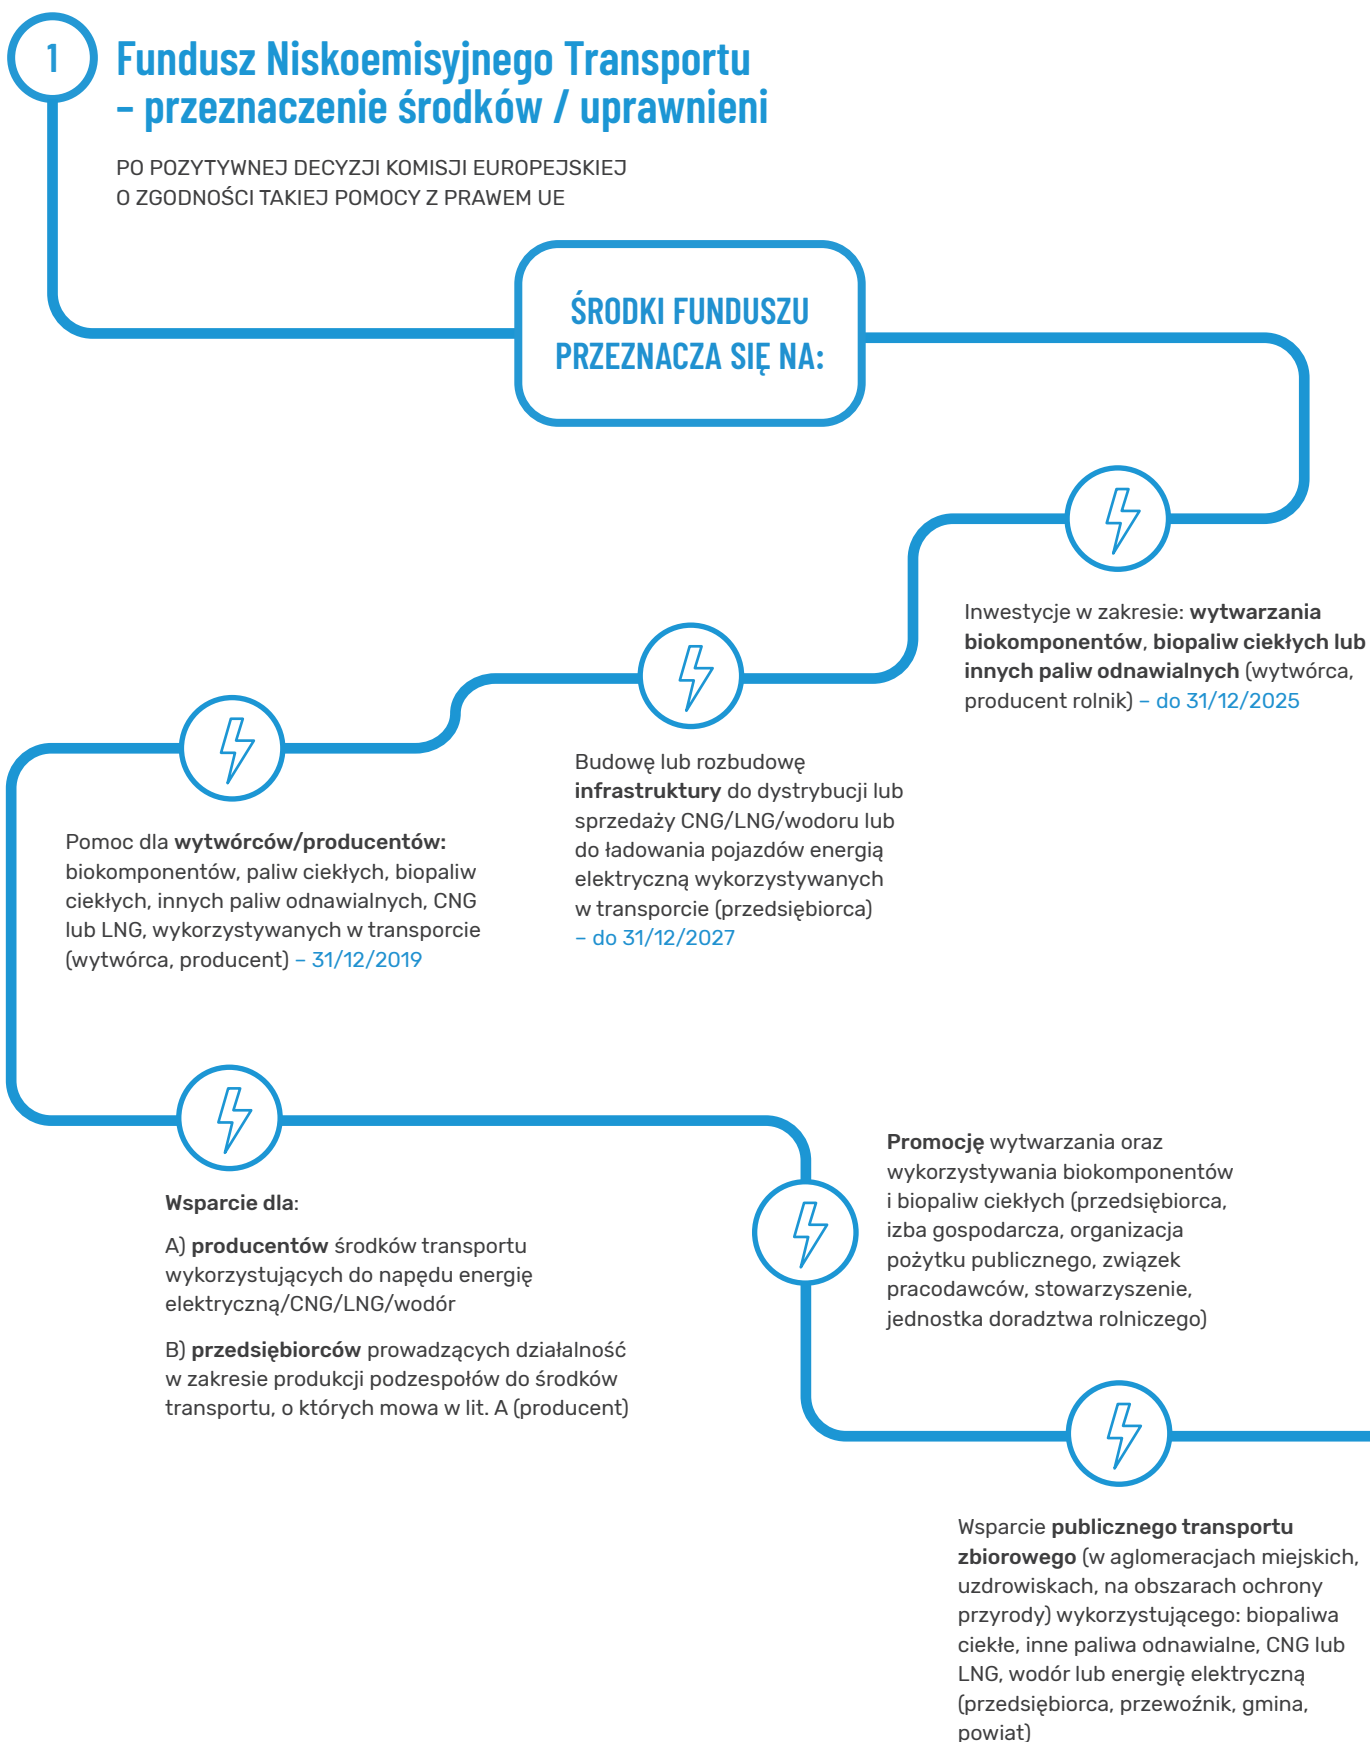 1
Fundusz Niskoemisyjnego Transportu
– przeznaczenie środków / uprawnieni
PO POZYTYWNEJ DECYZJI KOMISJI EUROPEJSKIEJ
O ZGODNOŚCI TAKIEJ POMOCY Z PRAWEM UE
ŚRODKI FUNDUSZU
PRZEZNACZA SIĘ NA:
Inwestycje w zakresie: wytwarzania
biokomponentów, biopaliw ciekłych lub
innych paliw odnawialnych (wytwórca,
producent rolnik) – do 31/12/2025
Budowę lub rozbudowę
infrastruktury do dystrybucji lub
sprzedaży CNG/LNG/wodoru lub
do ładowania pojazdów energią
elektryczną wykorzystywanych
w transporcie (przedsiębiorca)
– do 31/12/2027
Pomoc dla wytwórców/producentów:
biokomponentów, paliw ciekłych, biopaliw
ciekłych, innych paliw odnawialnych, CNG
lub LNG, wykorzystywanych w transporcie
(wytwórca, producent) – 31/12/2019
Wsparcie dla:
A) producentów środków transportu
wykorzystujących do napędu energię
elektryczną/CNG/LNG/wodór
B) przedsiębiorców prowadzących działalność
w zakresie produkcji podzespołów do środków
transportu, o których mowa w lit. A (producent)
Promocję wytwarzania oraz
wykorzystywania biokomponentów
i biopaliw ciekłych (przedsiębiorca,
izba gospodarcza, organizacja
pożytku publicznego, związek
pracodawców, stowarzyszenie,
jednostka doradztwa rolniczego)
Wsparcie publicznego transportu
zbiorowego (w aglomeracjach miejskich,
uzdrowiskach, na obszarach ochrony
przyrody) wykorzystującego: biopaliwa
ciekłe, inne paliwa odnawialne, CNG lub
LNG, wodór lub energię elektryczną
(przedsiębiorca, przewoźnik, gmina,
powiat)